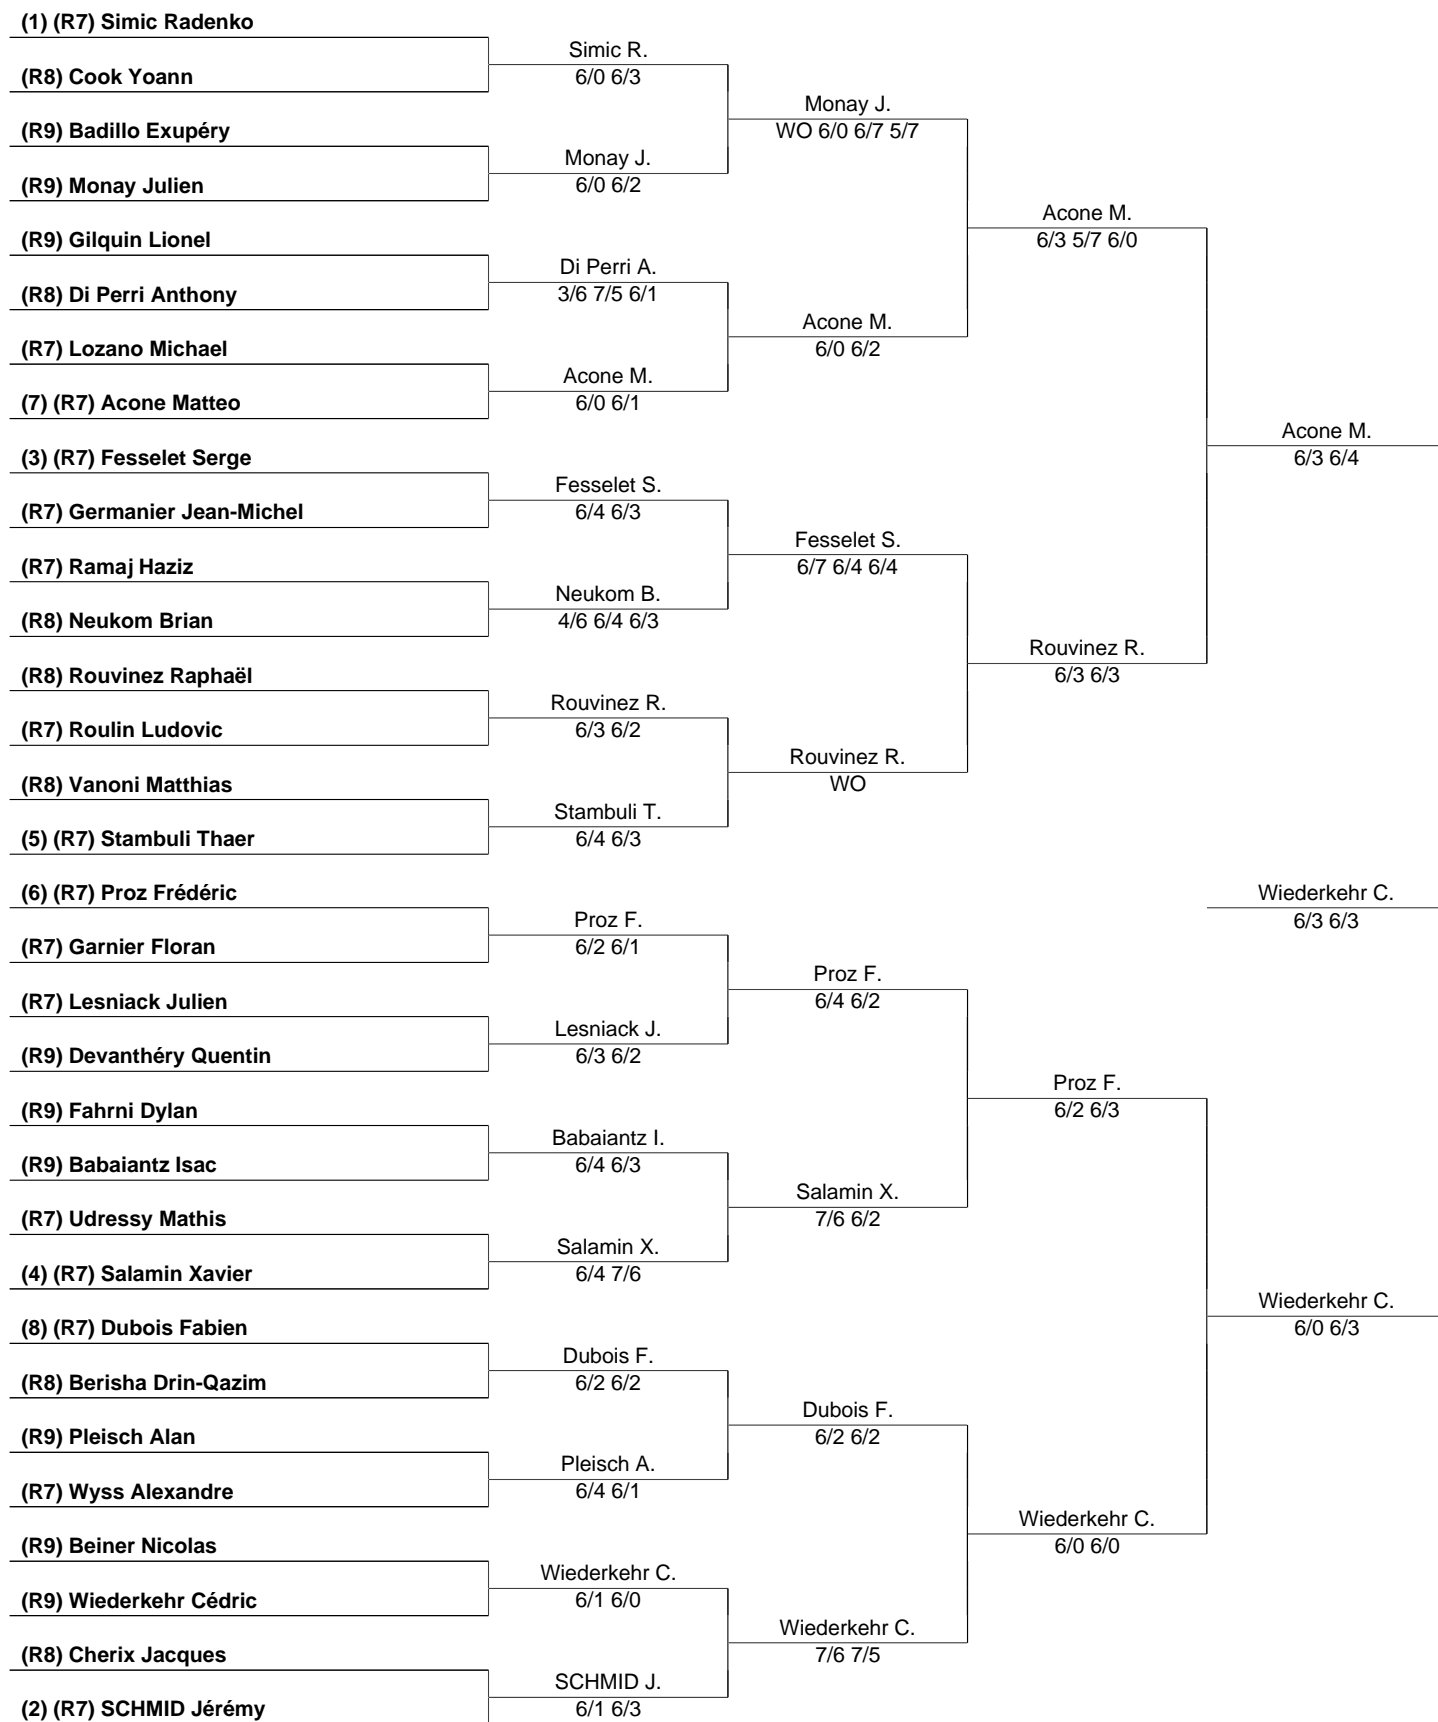 (1) (R7) Simic Radenko
Simic R.
(R8) Cook Yoann
6/0 6/3
Monay J.
(R9) Badillo Exupéry
WO 6/0 6/7 5/7
Monay J.
(R9) Monay Julien
6/0 6/2
Acone M.
(R9) Gilquin Lionel
6/3 5/7 6/0
Di Perri A.
(R8) Di Perri Anthony
3/6 7/5 6/1
Acone M.
(R7) Lozano Michael
6/0 6/2
Acone M.
(7) (R7) Acone Matteo
6/0 6/1
Acone M.
(3) (R7) Fesselet Serge
6/3 6/4
Fesselet S.
(R7) Germanier Jean-Michel
6/4 6/3
Fesselet S.
(R7) Ramaj Haziz
6/7 6/4 6/4
Neukom B.
(R8) Neukom Brian
4/6 6/4 6/3
Rouvinez R.
(R8) Rouvinez Raphaël
6/3 6/3
Rouvinez R.
(R7) Roulin Ludovic
6/3 6/2
Rouvinez R.
(R8) Vanoni Matthias
WO
Stambuli T.
(5) (R7) Stambuli Thaer
6/4 6/3
(6) (R7) Proz Frédéric
Wiederkehr C.
6/3 6/3
Proz F.
(R7) Garnier Floran
6/2 6/1
Proz F.
(R7) Lesniack Julien
6/4 6/2
Lesniack J.
(R9) Devanthéry Quentin
6/3 6/2
Proz F.
(R9) Fahrni Dylan
6/2 6/3
Babaiantz I.
(R9) Babaiantz Isac
6/4 6/3
Salamin X.
(R7) Udressy Mathis
7/6 6/2
Salamin X.
(4) (R7) Salamin Xavier
6/4 7/6
Wiederkehr C.
(8) (R7) Dubois Fabien
6/0 6/3
Dubois F.
(R8) Berisha Drin-Qazim
6/2 6/2
Dubois F.
(R9) Pleisch Alan
6/2 6/2
Pleisch A.
(R7) Wyss Alexandre
6/4 6/1
Wiederkehr C.
(R9) Beiner Nicolas
6/0 6/0
Wiederkehr C.
(R9) Wiederkehr Cédric
6/1 6/0
Wiederkehr C.
(R8) Cherix Jacques
7/6 7/5
SCHMID J.
(2) (R7) SCHMID Jérémy
6/1 6/3